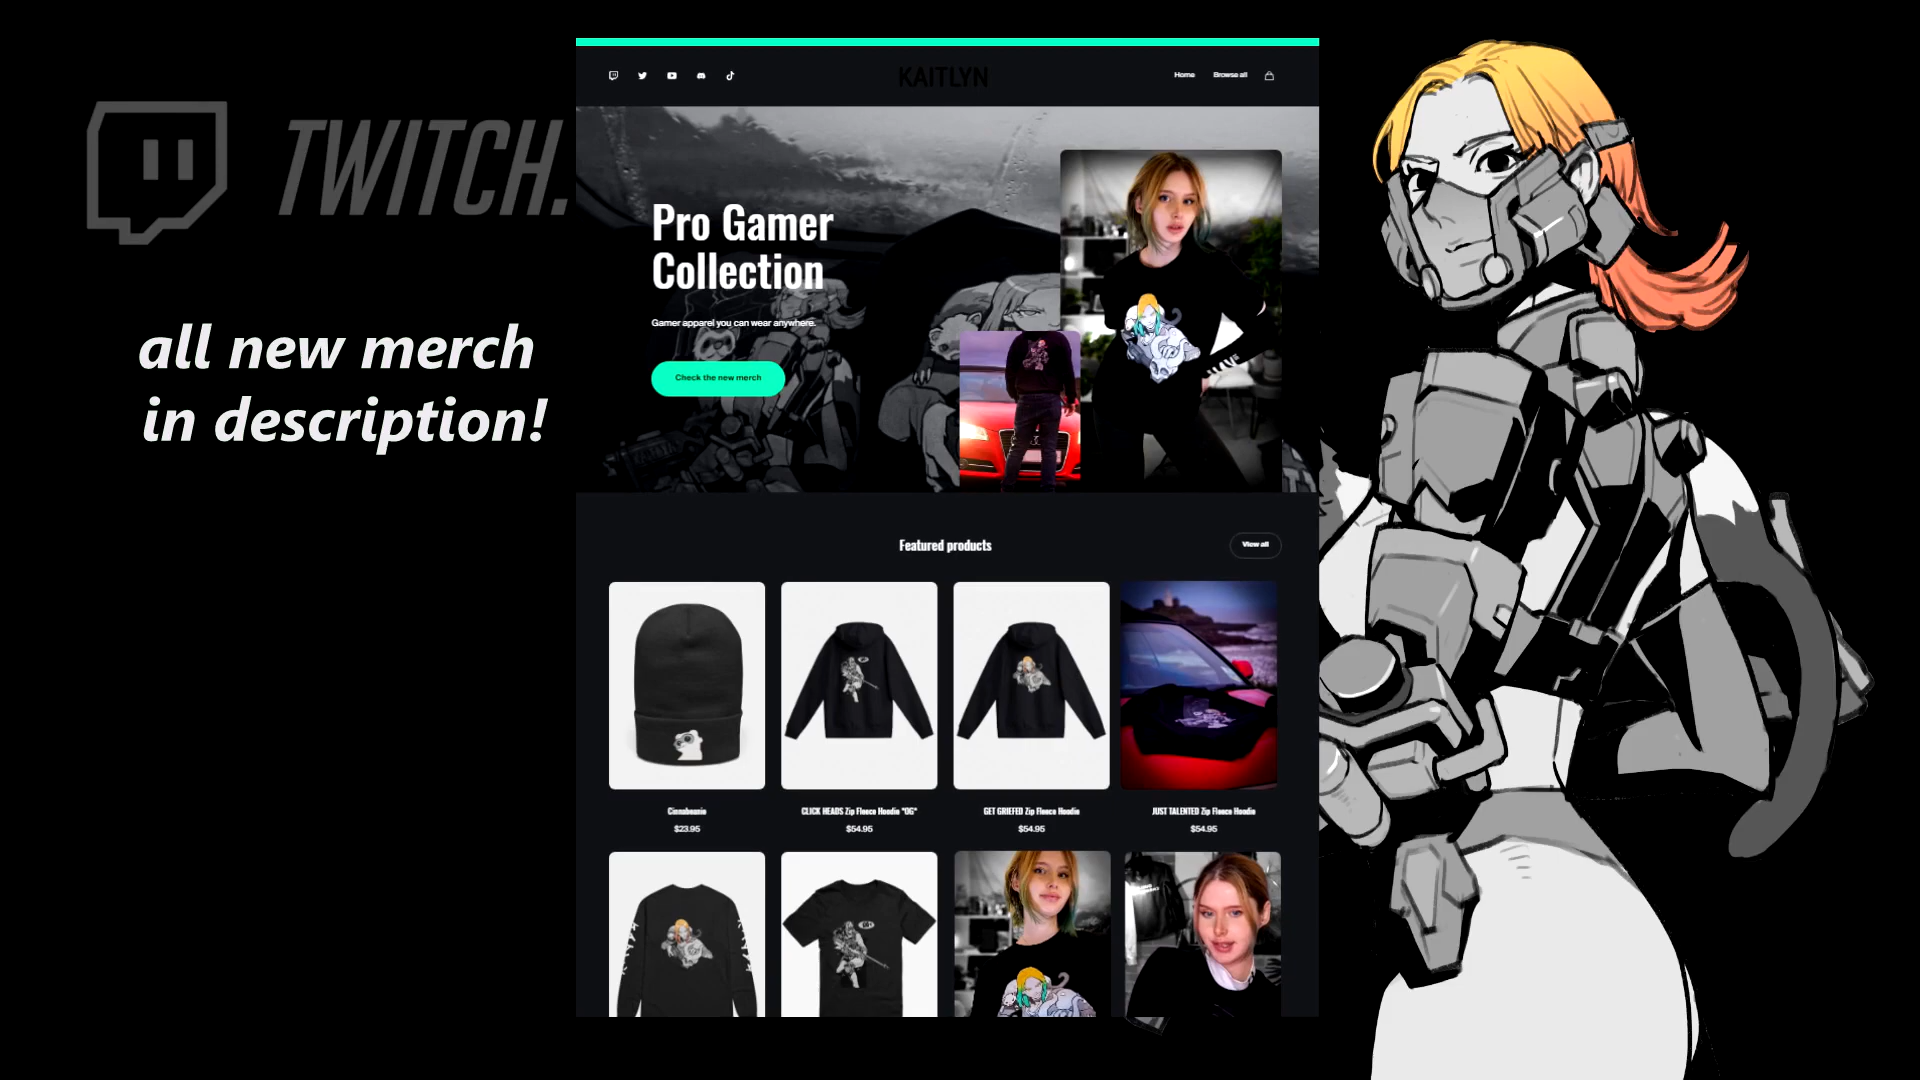 TWITCH.
all new merch
in description!
KAITLYN
Home
Browse all
Pro Gamer
Collection
Gamer apparel you can wear anywhere.
Check the new merch
Featured products
View all
Cinnabeanie
$23.95
CLICK HEADS Zip Fleece Hoodie "OG"
$54.95
GET GRIEFED Zip Fleece Hoodie
$54.95
JUST TALENTED Zip Fleece Hoodie
$54.95